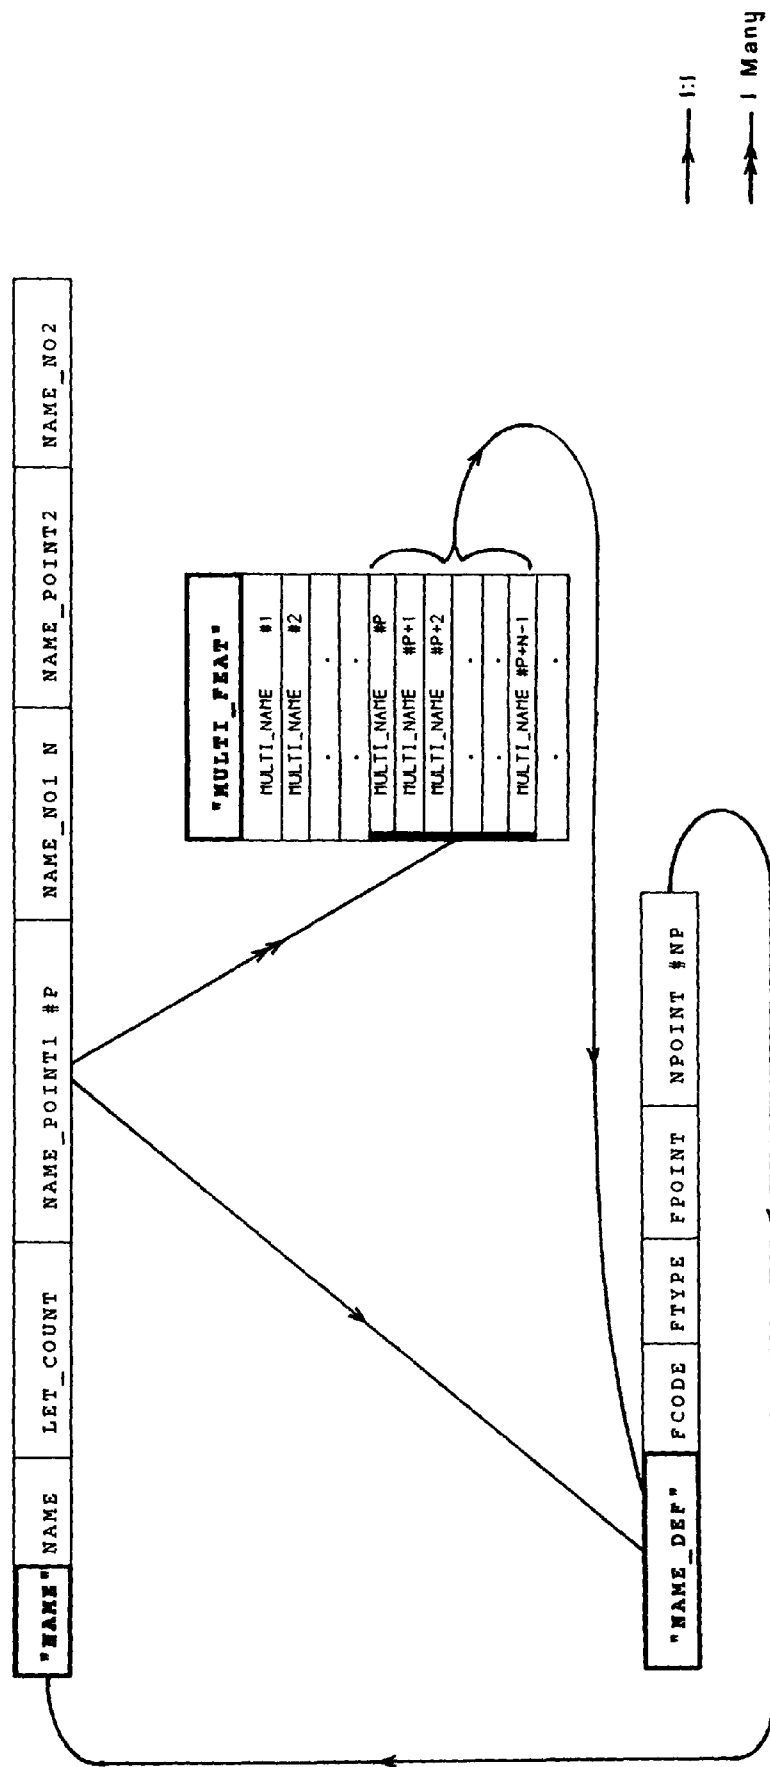 "NAME" NAME LET_COUNT NAME_POINT1 #P NAME_NO1 N NAME_POINT2 NAME_NO2
"MULTI_FEAT"
MULTI_NAME #1
MULTI_NAME #2
. .
. .
MULTI_NAME #P
MULTI_NAME #P+1
MULTI_NAME #P+2
. .
. .
MULTI_NAME #P+N-1
. .
"NAME_DEF" FCODE FTYPE FPOINT NPOINT #NP
1:1
1 Many